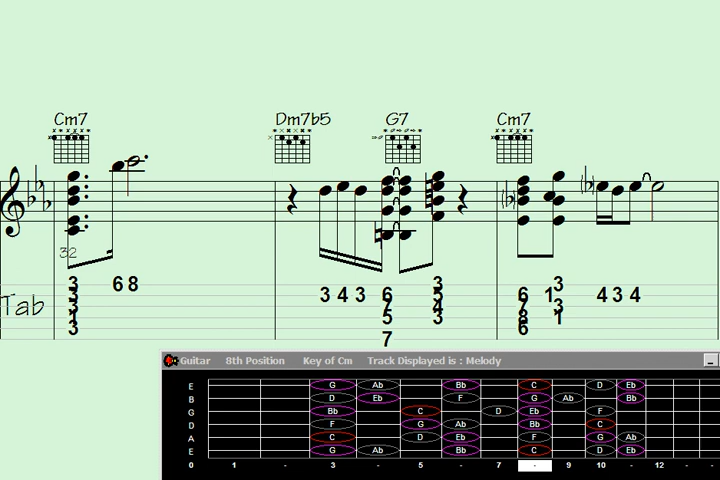 Cm7 Dm7b5 G7 Cm7
32
3 6 8 3 3
3 3 4 3 6 5 6 1 4 3 4
3 7 4 7 3
1 5 3 8 1
3 7 6
Tab
Guitar 8th Position Key of Cm Track Displayed is : Melody
E G Ab Bb C D Eb
B D Eb F G Ab Bb
G Bb C D Eb F
D F G Ab Bb C
A C D Eb F G Ab
E G Ab Bb C D Eb
0 1 - 3 - 5 - 7 - 9 10 - 12 - -